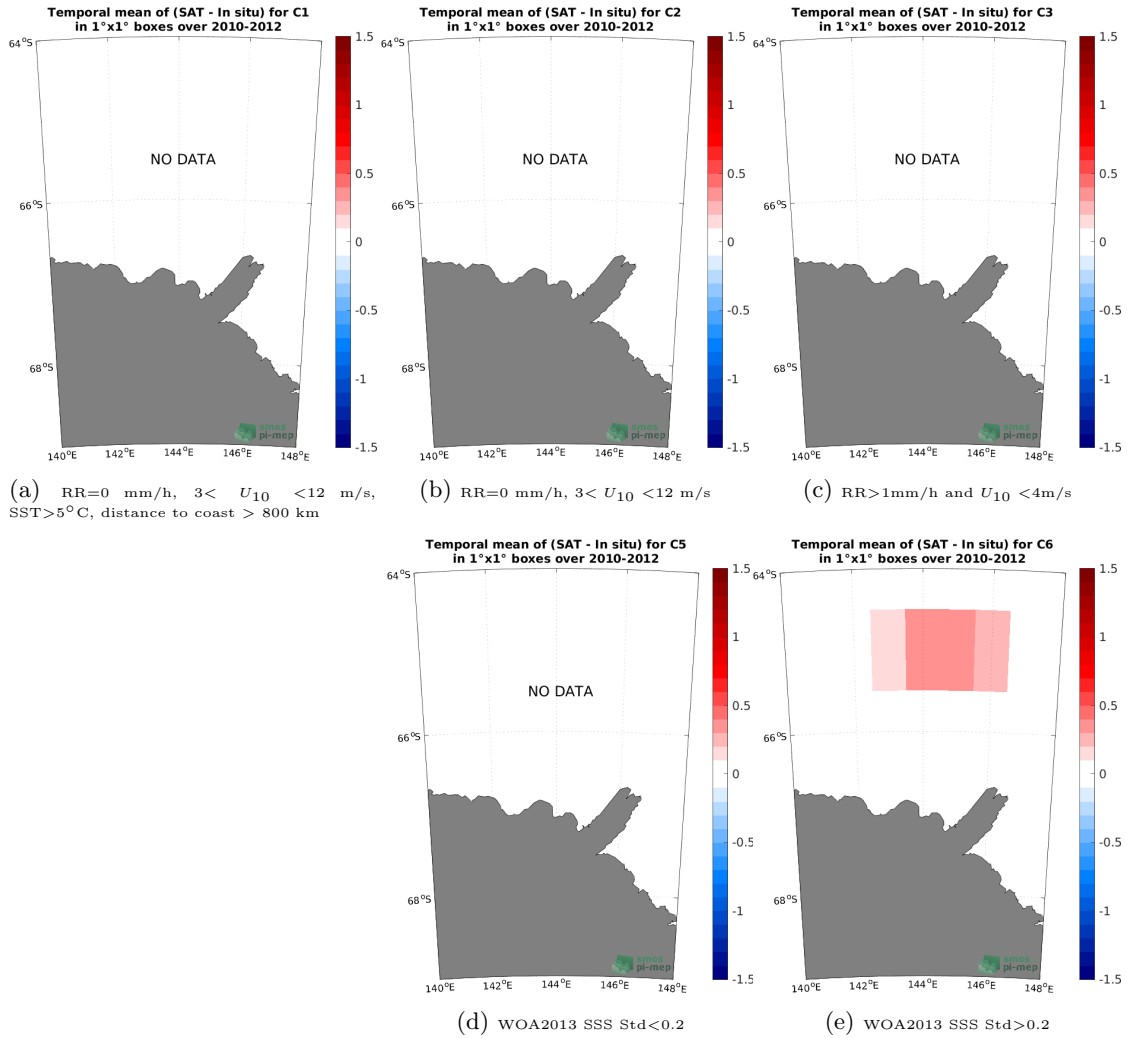 Temporal mean of (SAT - In situ) for C1
in 1°x1° boxes over 2010-2012
64°S
66°S
68°S
140°E
142°E
144°E
146°E
148°E
NO DATA
1.5
1
0.5
0
-0.5
-1
-1.5
smos
pi-mep
(a) RR=0 mm/h, 3< U10 <12 m/s,
SST>5°C, distance to coast > 800 km
Temporal mean of (SAT - In situ) for C2
in 1°x1° boxes over 2010-2012
64°S
66°S
68°S
140°E
142°E
144°E
146°E
148°E
NO DATA
1.5
1
0.5
0
-0.5
-1
-1.5
smos
pi-mep
(b) RR=0 mm/h, 3< U10 <12 m/s
Temporal mean of (SAT - In situ) for C3
in 1°x1° boxes over 2010-2012
64°S
66°S
68°S
140°E
142°E
144°E
146°E
148°E
NO DATA
1.5
1
0.5
0
-0.5
-1
-1.5
smos
pi-mep
(c) RR>1mm/h and U10 <4m/s
Temporal mean of (SAT - In situ) for C5
in 1°x1° boxes over 2010-2012
64°S
66°S
68°S
140°E
142°E
144°E
146°E
148°E
NO DATA
1.5
1
0.5
0
-0.5
-1
-1.5
smos
pi-mep
(d) WOA2013 SSS Std<0.2
Temporal mean of (SAT - In situ) for C6
in 1°x1° boxes over 2010-2012
64°S
66°S
68°S
140°E
142°E
144°E
146°E
148°E
1.5
1
0.5
0
-0.5
-1
-1.5
smos
pi-mep
(e) WOA2013 SSS Std>0.2